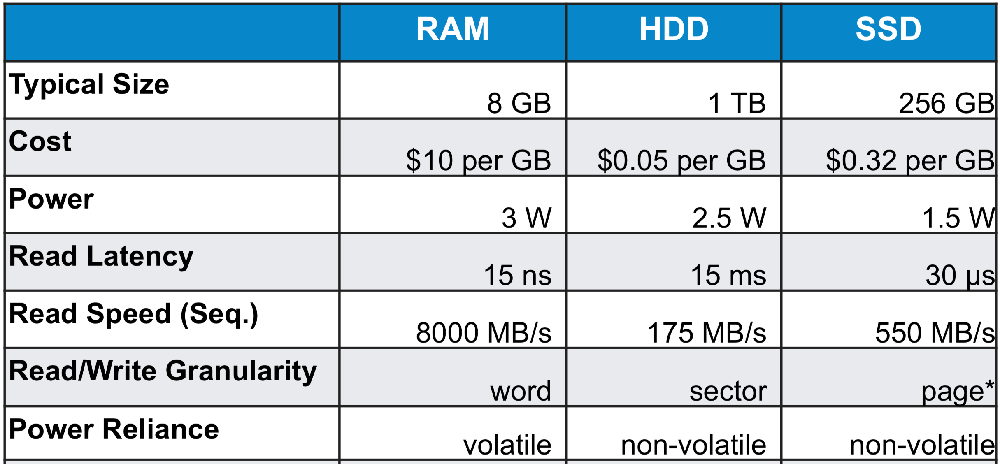 RAM HDD SSD
Typical Size 8 GB 1 TB 256 GB
Cost $10 per GB $0.05 per GB $0.32 per GB
Power 3 W 2.5 W 1.5 W
Read Latency 15 ns 15 ms 30 µs
Read Speed (Seq.) 8000 MB/s 175 MB/s 550 MB/s
Read/Write Granularity word sector page*
Power Reliance volatile non-volatile non-volatile